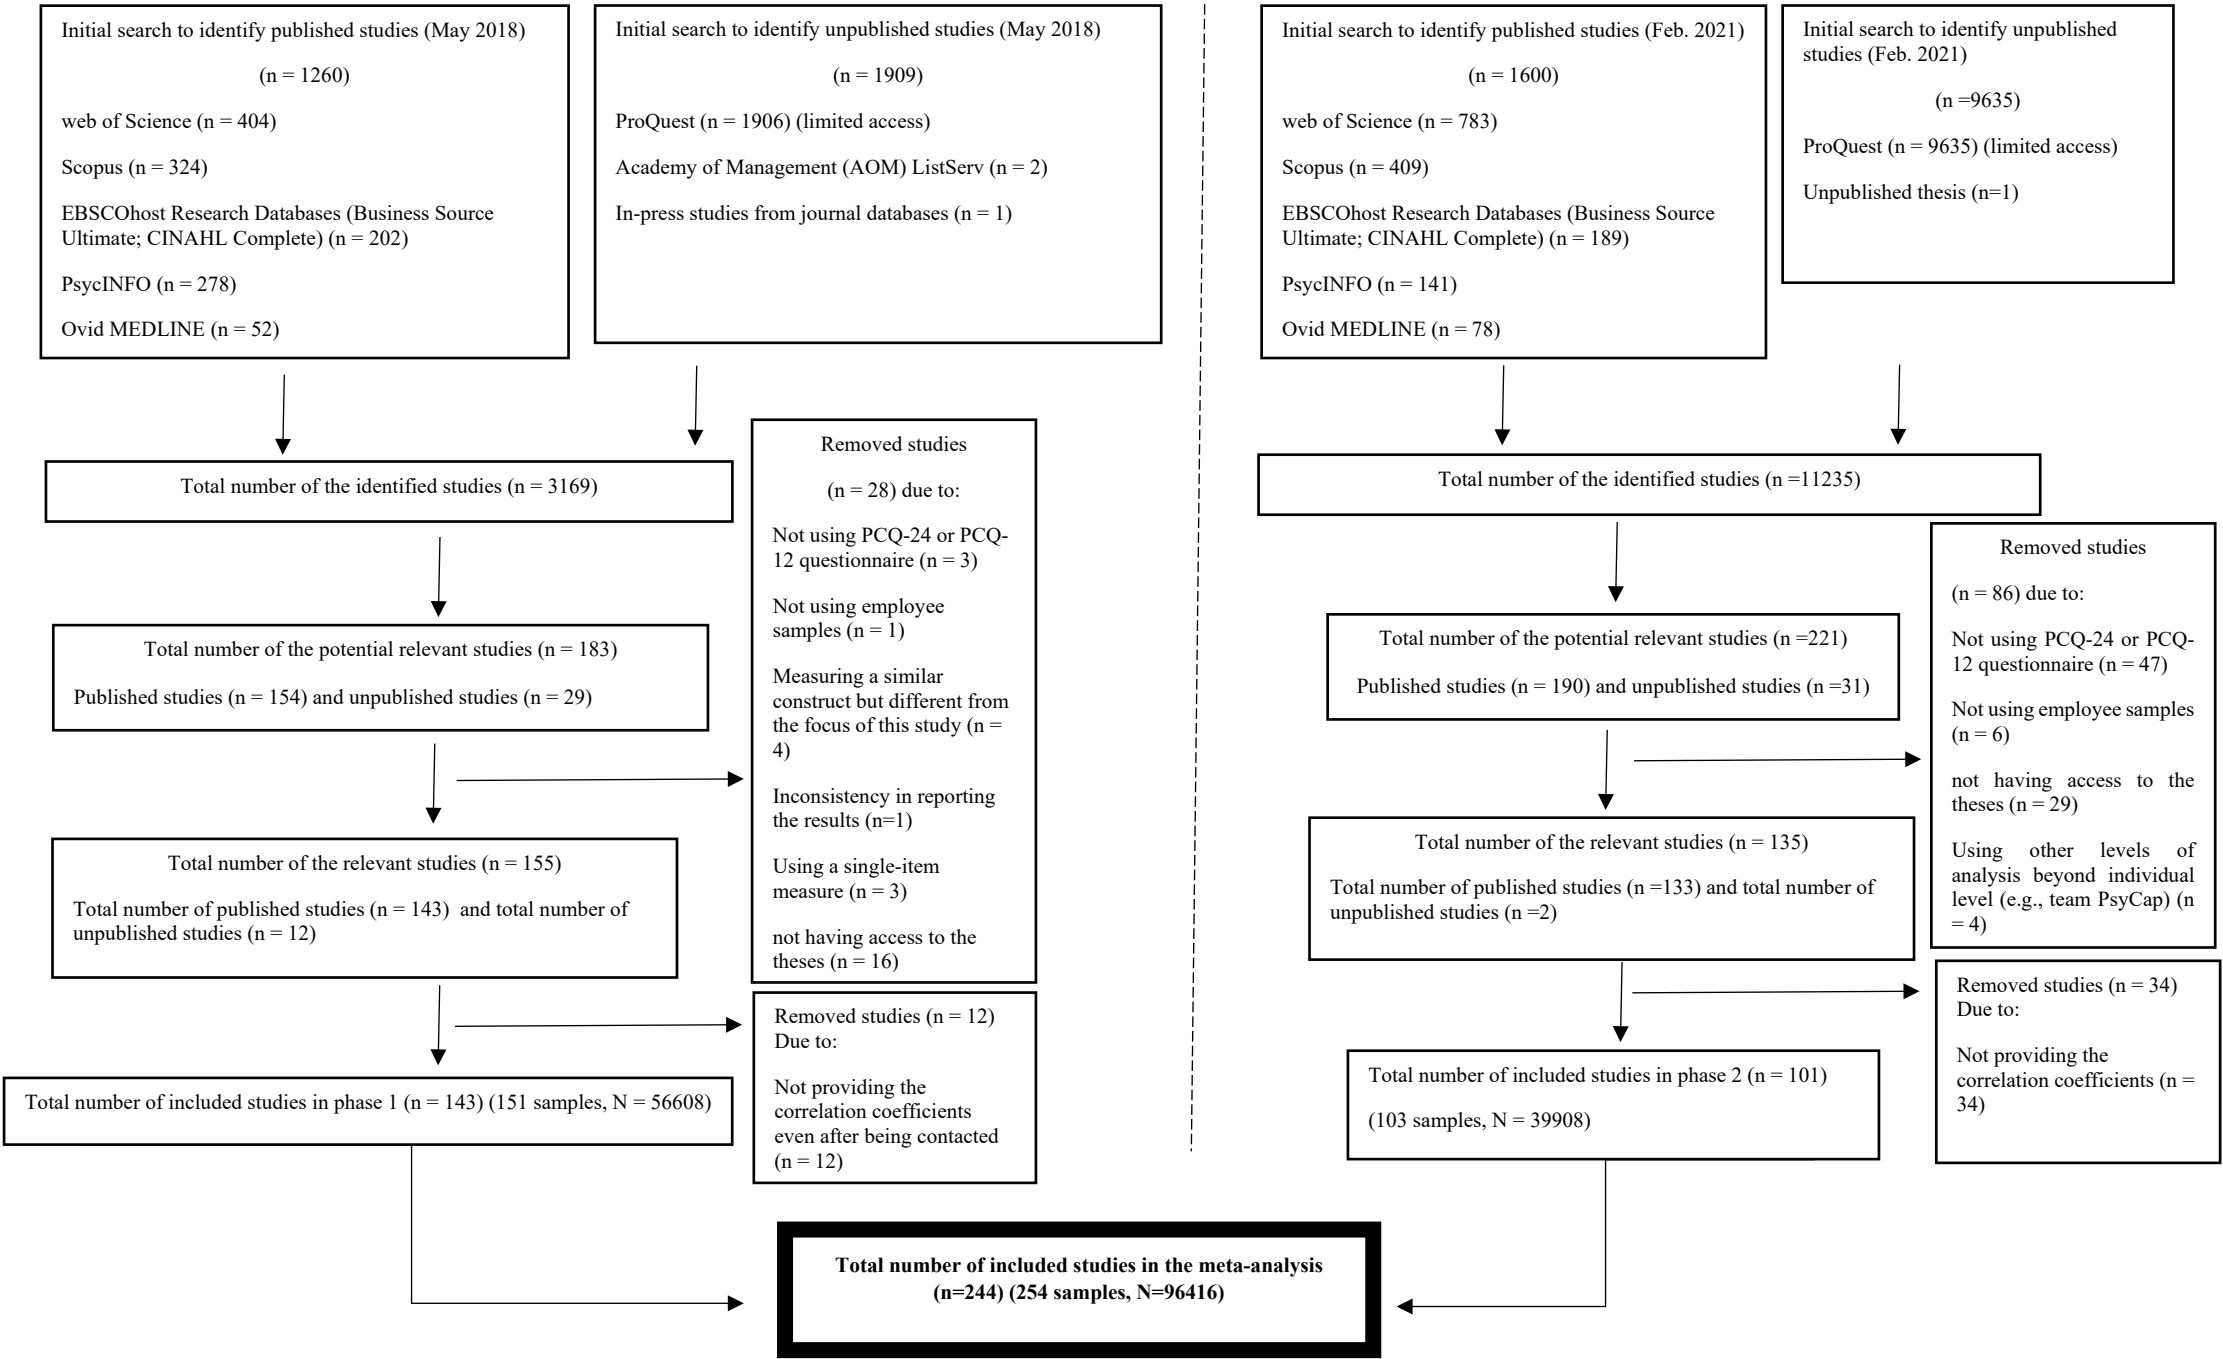 Initial search to identify published studies (May 2018)
(n = 1260)
web of Science (n = 404)
Scopus (n = 324)
EBSCOhost Research Databases (Business Source
Ultimate; CINAHL Complete) (n = 202)
PsycINFO (n = 278)
Ovid MEDLINE (n = 52)
Initial search to identify unpublished studies (May 2018)
(n = 1909)
ProQuest (n = 1906) (limited access)
Academy of Management (AOM) ListServ (n = 2)
In-press studies from journal databases (n = 1)
Total number of the identified studies (n = 3169)
Total number of the potential relevant studies (n = 183)
Published studies (n = 154) and unpublished studies (n = 29)
Removed studies
(n = 28) due to:
Not using PCQ-24 or PCQ-
12 questionnaire (n = 3)
Not using employee
samples (n = 1)
Measuring a similar
construct but different from
the focus of this study (n =
4)
Inconsistency in reporting
the results (n=1)
Using a single-item
measure (n = 3)
not having access to the
theses (n = 16)
Total number of the relevant studies (n = 155)
Total number of published studies (n = 143)  and total number of
unpublished studies (n = 12)
Removed studies (n = 12)
Due to:
Not providing the
correlation coefficients
even after being contacted
(n = 12)
Total number of included studies in phase 1 (n = 143) (151 samples, N = 56608)
Initial search to identify published studies (Feb. 2021)
(n = 1600)
web of Science (n = 783)
Scopus (n = 409)
EBSCOhost Research Databases (Business Source
Ultimate; CINAHL Complete) (n = 189)
PsycINFO (n = 141)
Ovid MEDLINE (n = 78)
Initial search to identify unpublished
studies (Feb. 2021)
(n =9635)
ProQuest (n = 9635) (limited access)
Unpublished thesis (n=1)
Total number of the identified studies (n =11235)
Total number of the potential relevant studies (n =221)
Published studies (n = 190) and unpublished studies (n =31)
Removed studies
(n = 86) due to:
Not using PCQ-24 or PCQ-
12 questionnaire (n = 47)
Not using employee samples
(n = 6)
not having access to the
theses (n = 29)
Using other levels of
analysis beyond individual
level (e.g., team PsyCap) (n
= 4)
Total number of the relevant studies (n = 135)
Total number of published studies (n =133) and total number of
unpublished studies (n =2)
Removed studies (n = 34)
Due to:
Not providing the
correlation coefficients (n =
34)
Total number of included studies in phase 2 (n = 101)
(103 samples, N = 39908)
Total number of included studies in the meta-analysis
(n=244) (254 samples, N=96416)